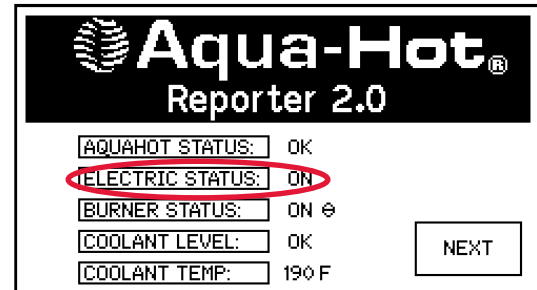 Aqua-Hot®
Reporter 2.0
AQUAHOT STATUS: OK
ELECTRIC STATUS: ON
BURNER STATUS: ON ⊖
COOLANT LEVEL: OK
NEXT
COOLANT TEMP: 190 F